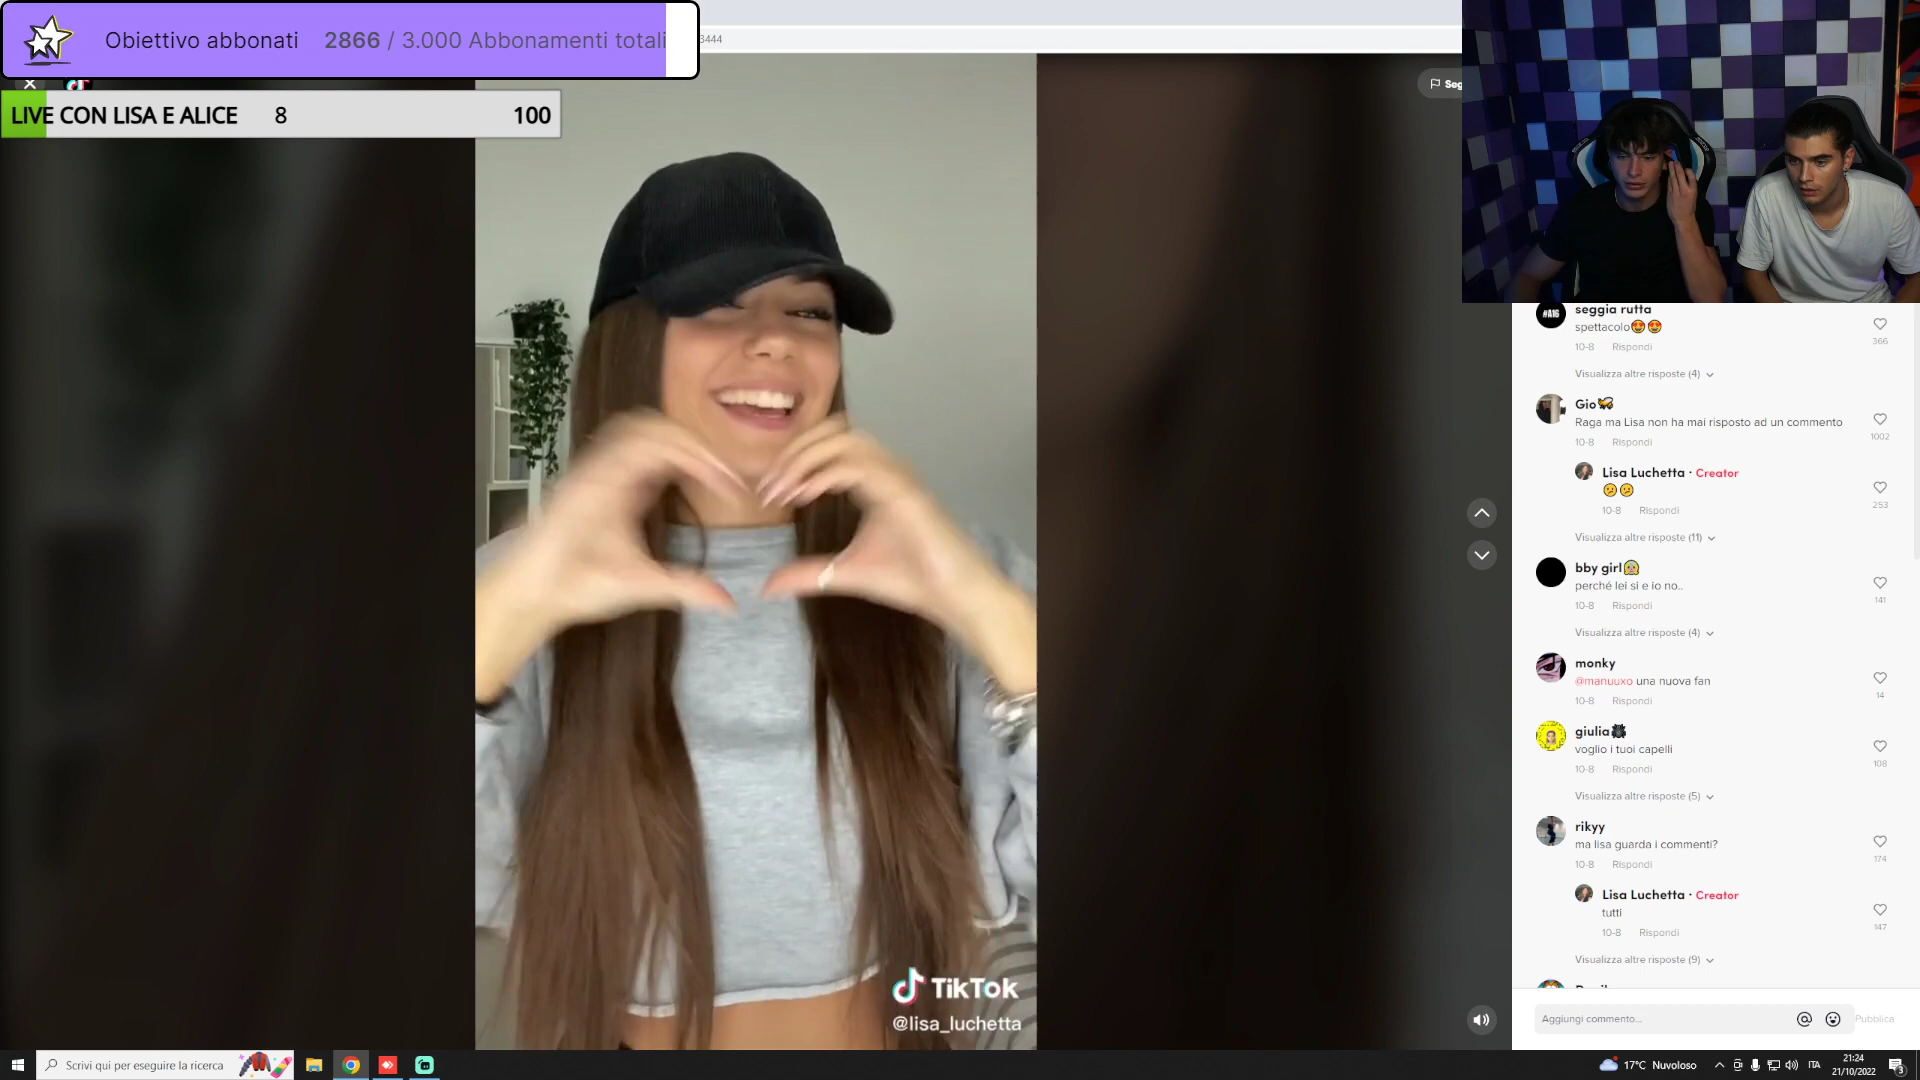 Obiettivo abbonati 2866 / 3.000 Abbonamenti totali
3444
LIVE CON LISA E ALICE 8 100
TikTok
@lisa_luchetta
seggia rutta
spettacolo😍😍
366
10-8 Rispondi
Visualizza altre risposte (4)
#A16
Gio
Raga ma Lisa non ha mai risposto ad un commento
1002
10-8 Rispondi
Lisa Luchetta · Creator
253
10-8 Rispondi
Visualizza altre risposte (11)
bby girl
perché lei si e io no..
141
10-8 Rispondi
Visualizza altre risposte (4)
monky
@manuuxo una nuova fan
14
10-8 Rispondi
giulia
voglio i tuoi capelli
108
10-8 Rispondi
Visualizza altre risposte (5)
rikyy
ma lisa guarda i commenti?
174
10-8 Rispondi
Lisa Luchetta · Creator
tutti
147
10-8 Rispondi
Visualizza altre risposte (9)
Aggiungi commento...
Pubblica
Scrivi qui per eseguire la ricerca
17°C Nuvoloso
ITA
21:24
21/10/2022
3